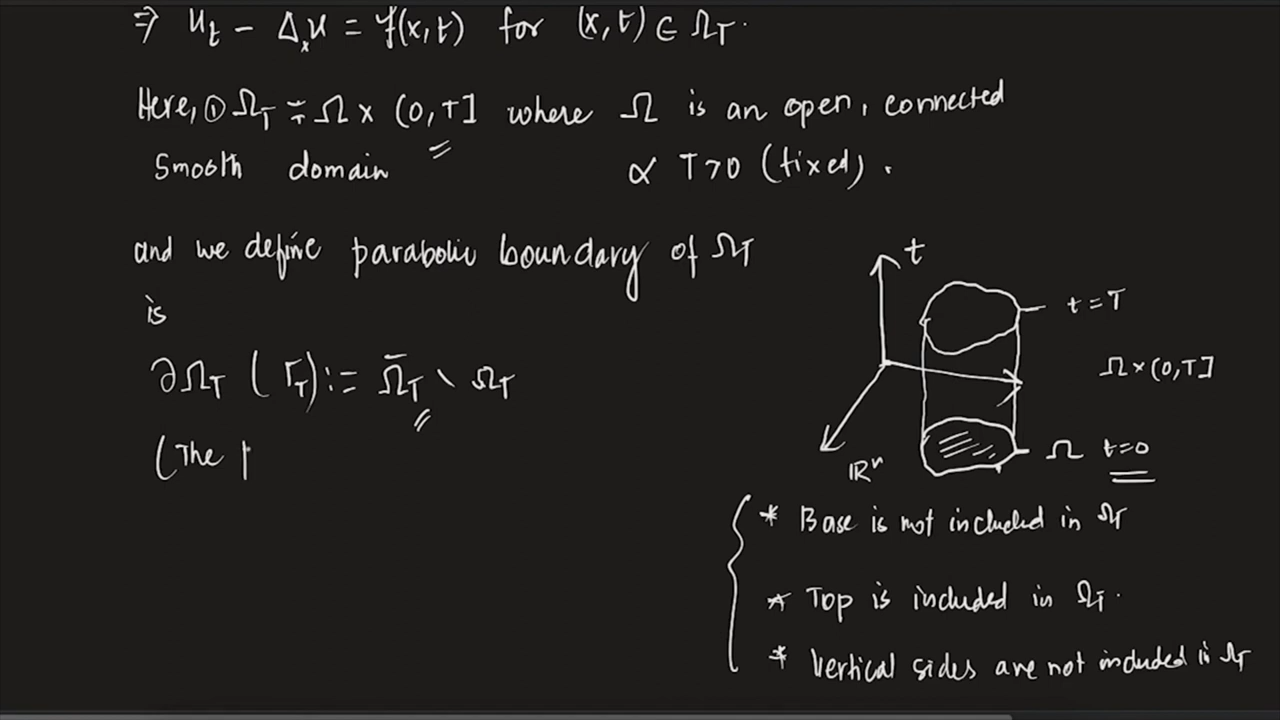 ⇒ u_t - Δ_x u = f(x,t) for (x,t) ∈ Ω_T.
Here, ① Ω_T := Ω × (0,T] where Ω is an open, connected
smooth domain & T>0 (fixed).
and we define parabolic boundary of Ω_T
is
∂Ω_T (Γ_T) := Ω̄_T \ Ω_T
(The
t
t=T
Ω×(0,T]
Ω t=0
ℝⁿ
* Base is not included in Ω_T
* Top is included in Ω_T.
* Vertical sides are not included in Ω_T